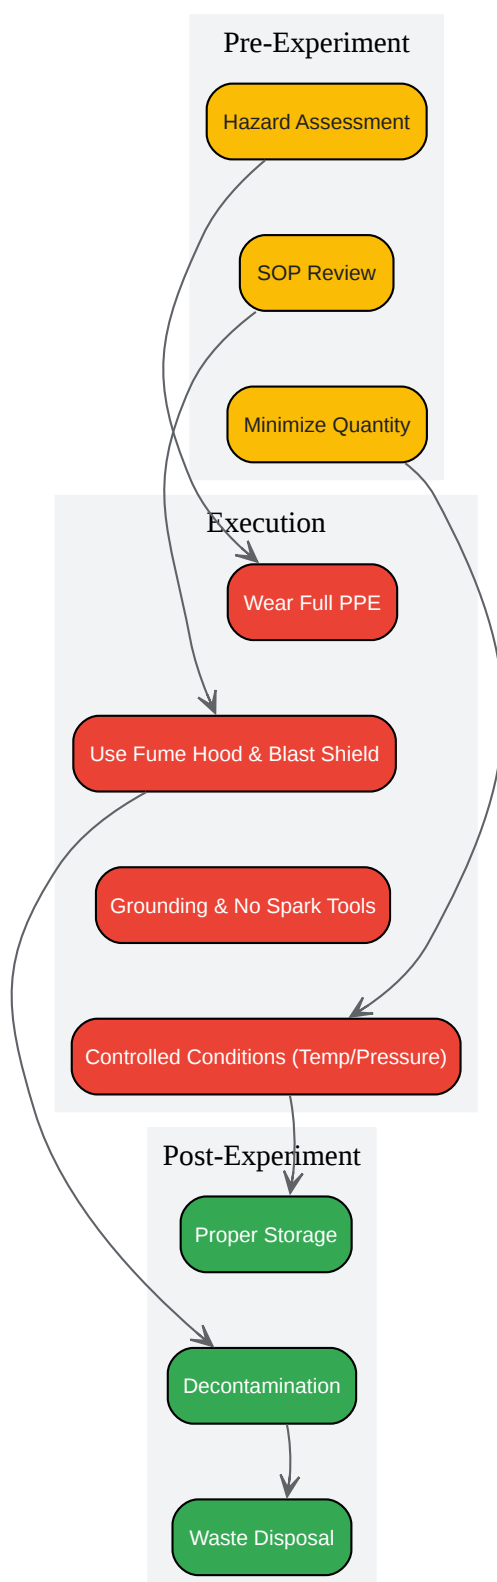 Pre-Experiment
Hazard Assessment
SOP Review
Minimize Quantity
Execution
Wear Full PPE
Use Fume Hood & Blast Shield
Grounding & No Spark Tools
Controlled Conditions (Temp/Pressure)
Post-Experiment
Proper Storage
Decontamination
Waste Disposal